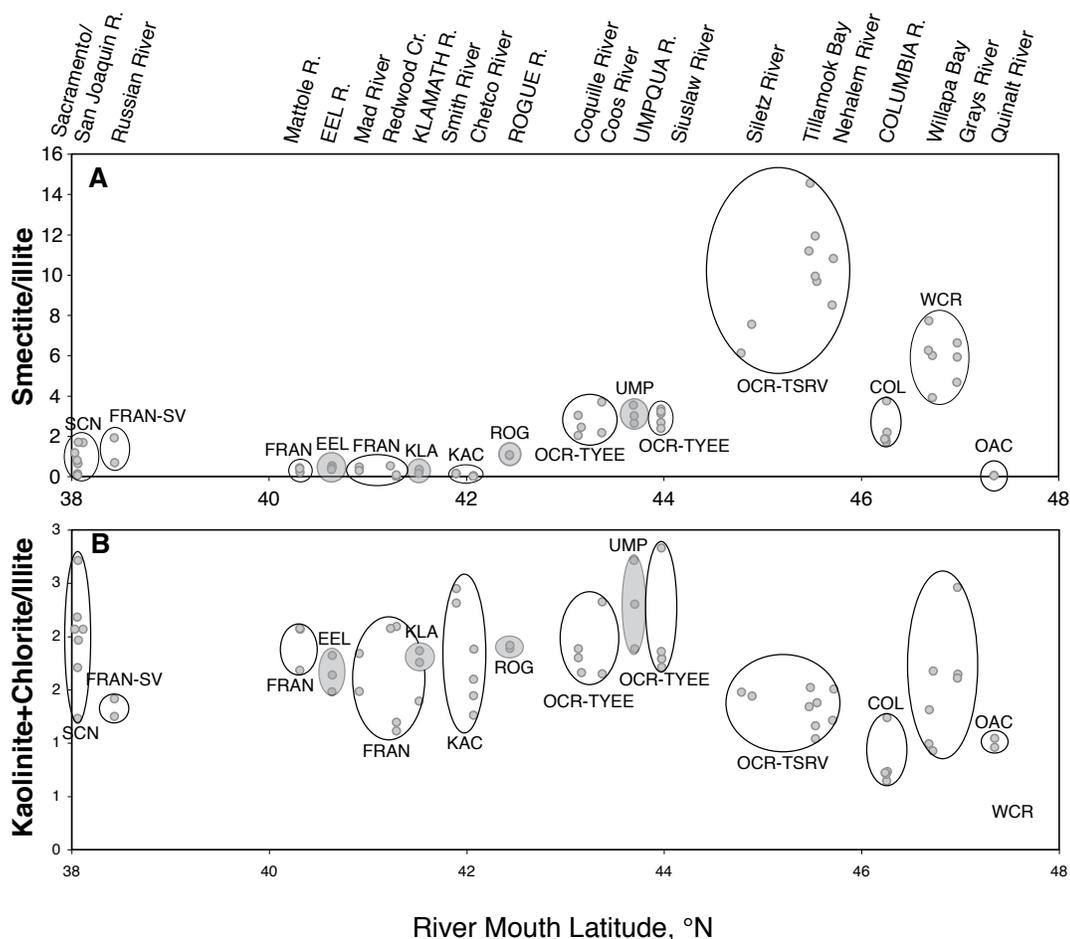 Sacramento/
San Joaquin R.
Russian River
Mattole R.
EEL R.
Mad River
Redwood Cr.
KLAMATH R.
Smith River
Chetco River
ROGUE R.
Coquille River
Coos River
UMPQUA R.
Siuslaw River
Siletz River
Tillamook Bay
Nehalem River
COLUMBIA R.
Willapa Bay
Grays River
Quinalt River
A
Smectite/illite
16
14
12
10
8
6
4
2
0
SCN
FRAN-SV
FRAN
EEL
FRAN
KLA
KAC
ROG
OCR-TYEE
UMP
OCR-TYEE
OCR-TSRV
COL
WCR
OAC
38
40
42
44
46
48
B
Kaolinite+Chlorite/Illite
3
3
2
2
1
1
0
SCN
FRAN-SV
FRAN
EEL
FRAN
KLA
KAC
ROG
OCR-TYEE
UMP
OCR-TYEE
OCR-TSRV
COL
OAC
WCR
38
40
42
44
46
48
River Mouth Latitude, °N